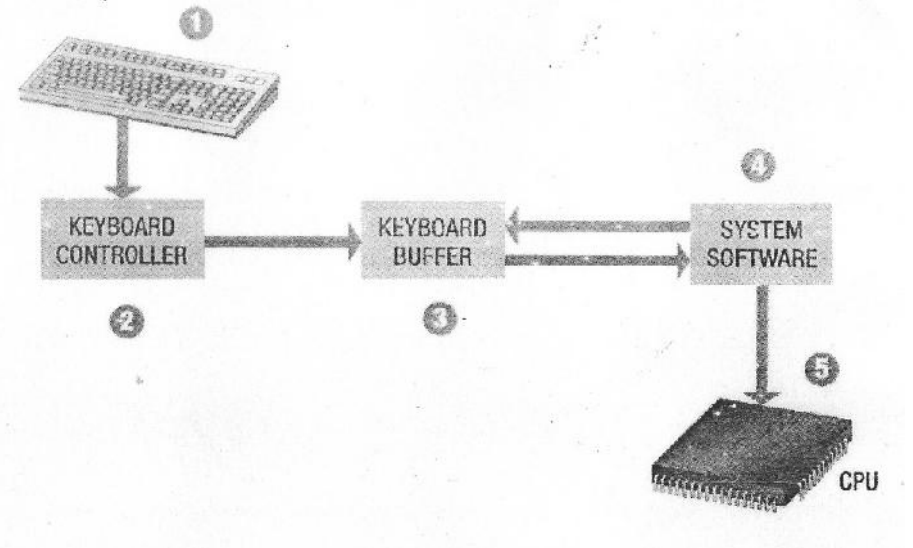 1
KEYBOARD
CONTROLLER
2
KEYBOARD
BUFFER
3
4
SYSTEM
SOFTWARE
5
CPU